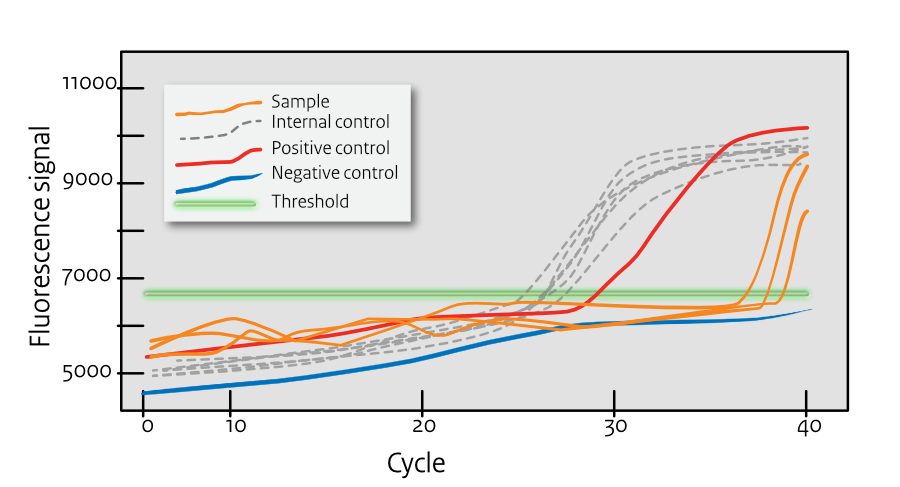 11000
9000
7000
5000
Fluorescence signal
Sample
Internal control
Positive control
Negative control
Threshold
0 10 20 30 40
Cycle